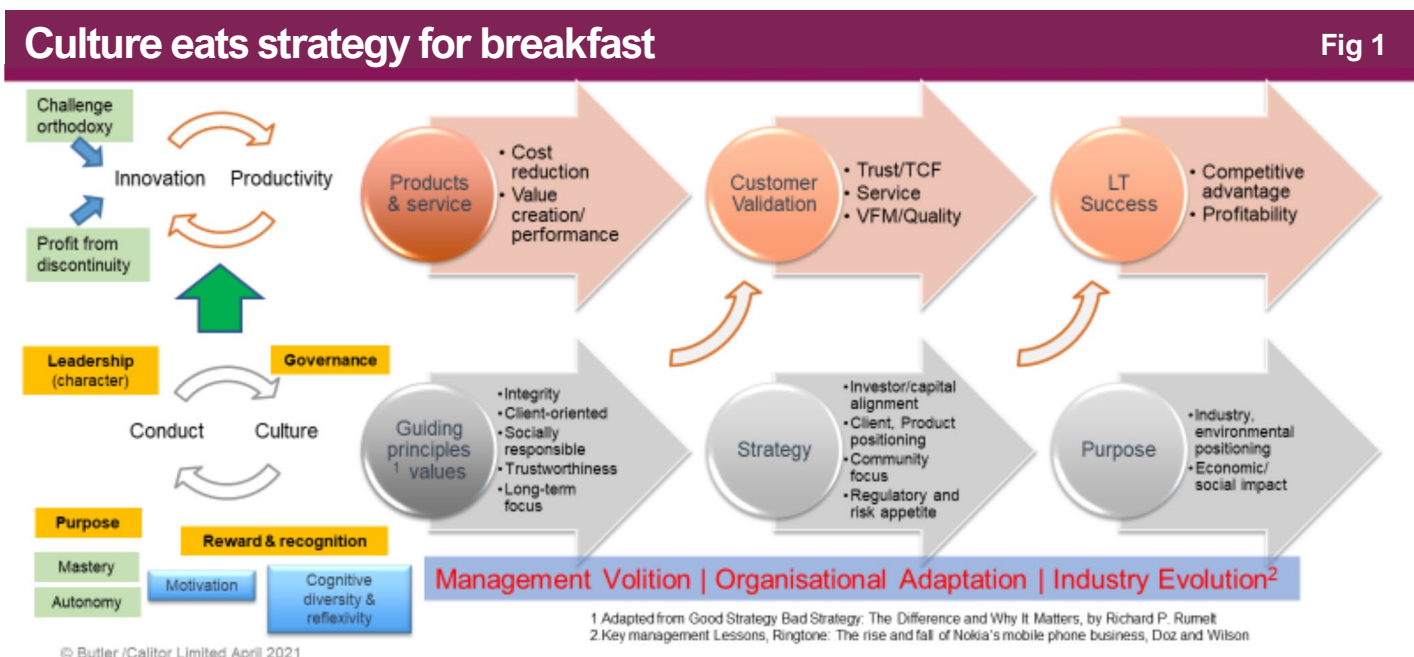 Culture eats strategy for breakfast
Fig 1
Challenge
orthodoxy
Innovation
Productivity
Profit from
discontinuity
Products
& service
• Cost
reduction
• Value
creation/
performance
Customer
Validation
• Trust/TCF
• Service
• VFM/Quality
LT
Success
• Competitive
advantage
• Profitability
Leadership
(character)
Governance
Conduct
Culture
Guiding
principles
1 values
•Integrity
•Client-oriented
•Socially
responsible
•Trustworthiness
•Long-term
focus
Strategy
•Investor/capital
alignment
•Client, Product
positioning
•Community
focus
•Regulatory and
risk appetite
Purpose
•Industry,
environmental
positioning
•Economic/
social impact
Purpose
Mastery
Autonomy
Reward & recognition
Motivation
Cognitive
diversity &
reflexivity
Management Volition | Organisational Adaptation | Industry Evolution²
1 Adapted from Good Strategy Bad Strategy: The Difference and Why It Matters, by Richard P. Rumelt
2.Key management Lessons, Ringtone: The rise and fall of Nokia's mobile phone business, Doz and Wilson
© Butler /Calitor Limited April 2021